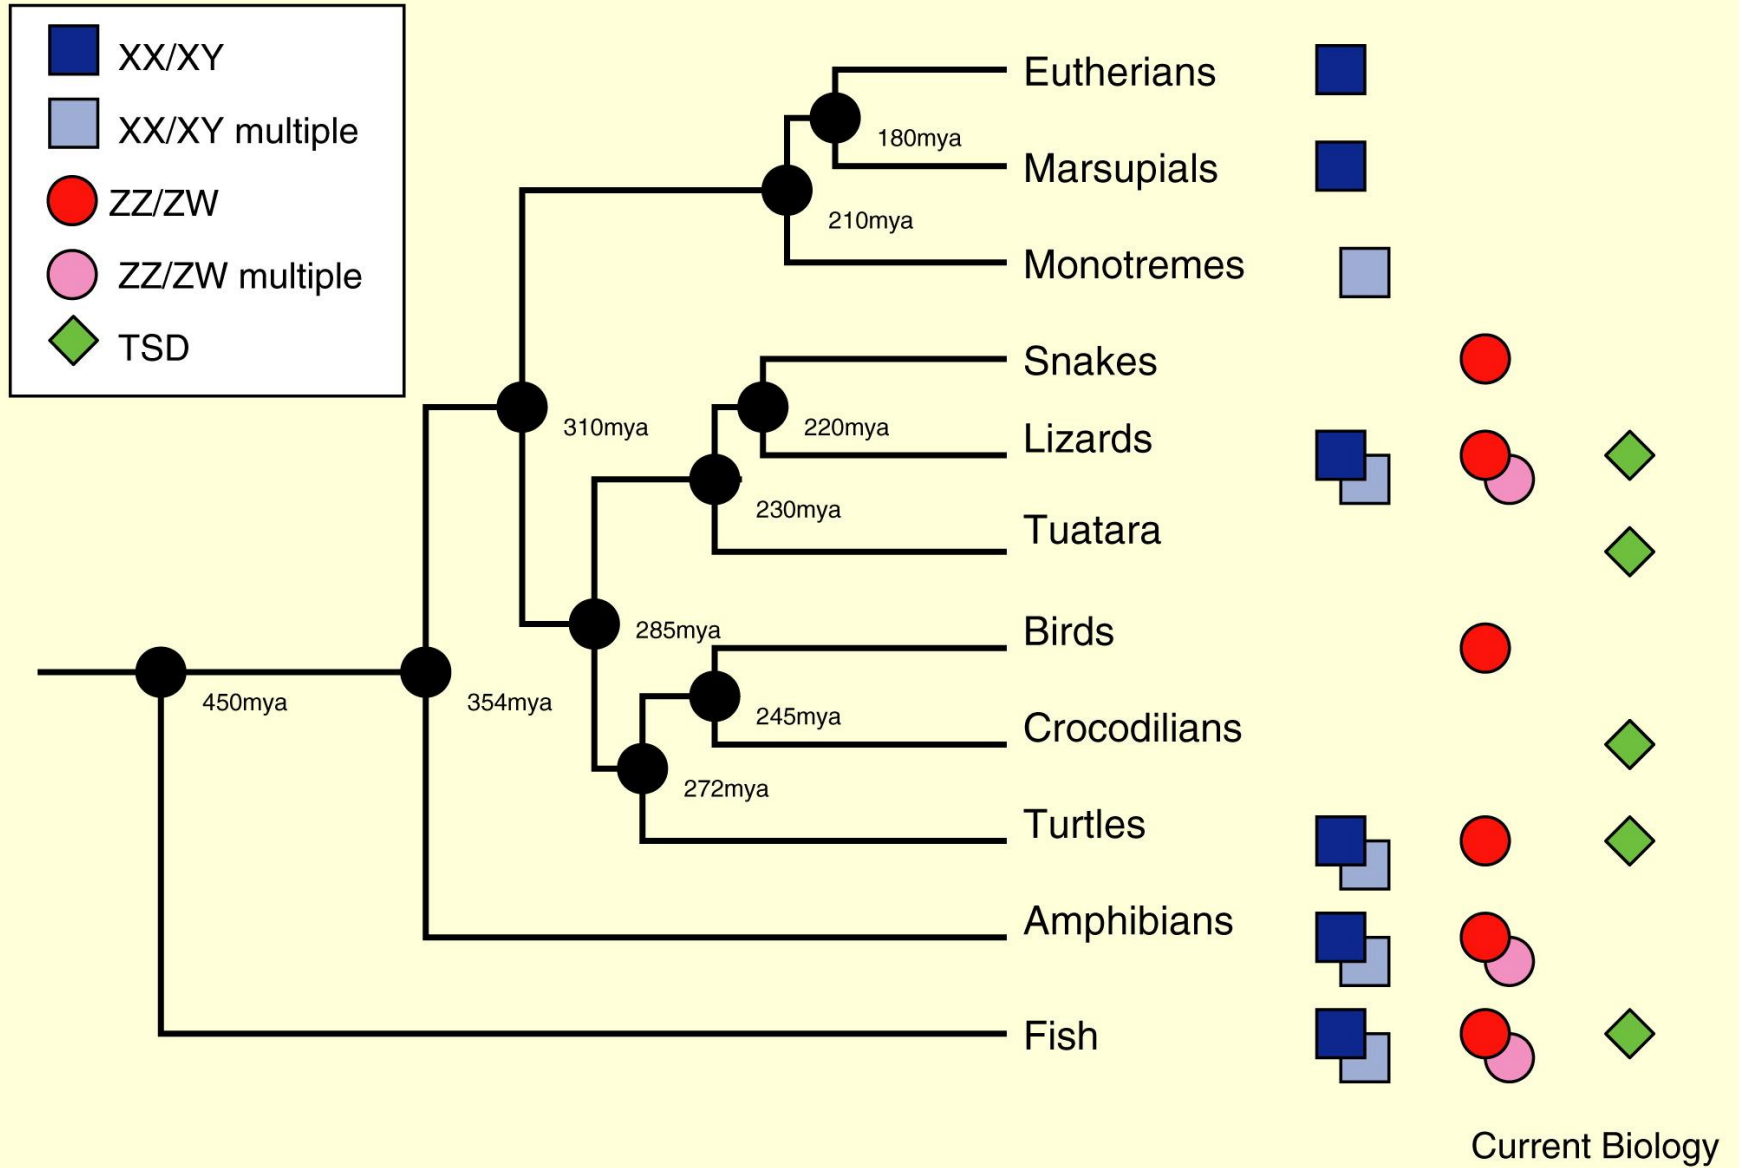 XX/XY
XX/XY multiple
ZZ/ZW
ZZ/ZW multiple
TSD
Eutherians
180mya
Marsupials
210mya
Monotremes
Snakes
310mya
220mya
Lizards
230mya
Tuatara
285mya
Birds
450mya
354mya
245mya
Crocodilians
272mya
Turtles
Amphibians
Fish
Current Biology